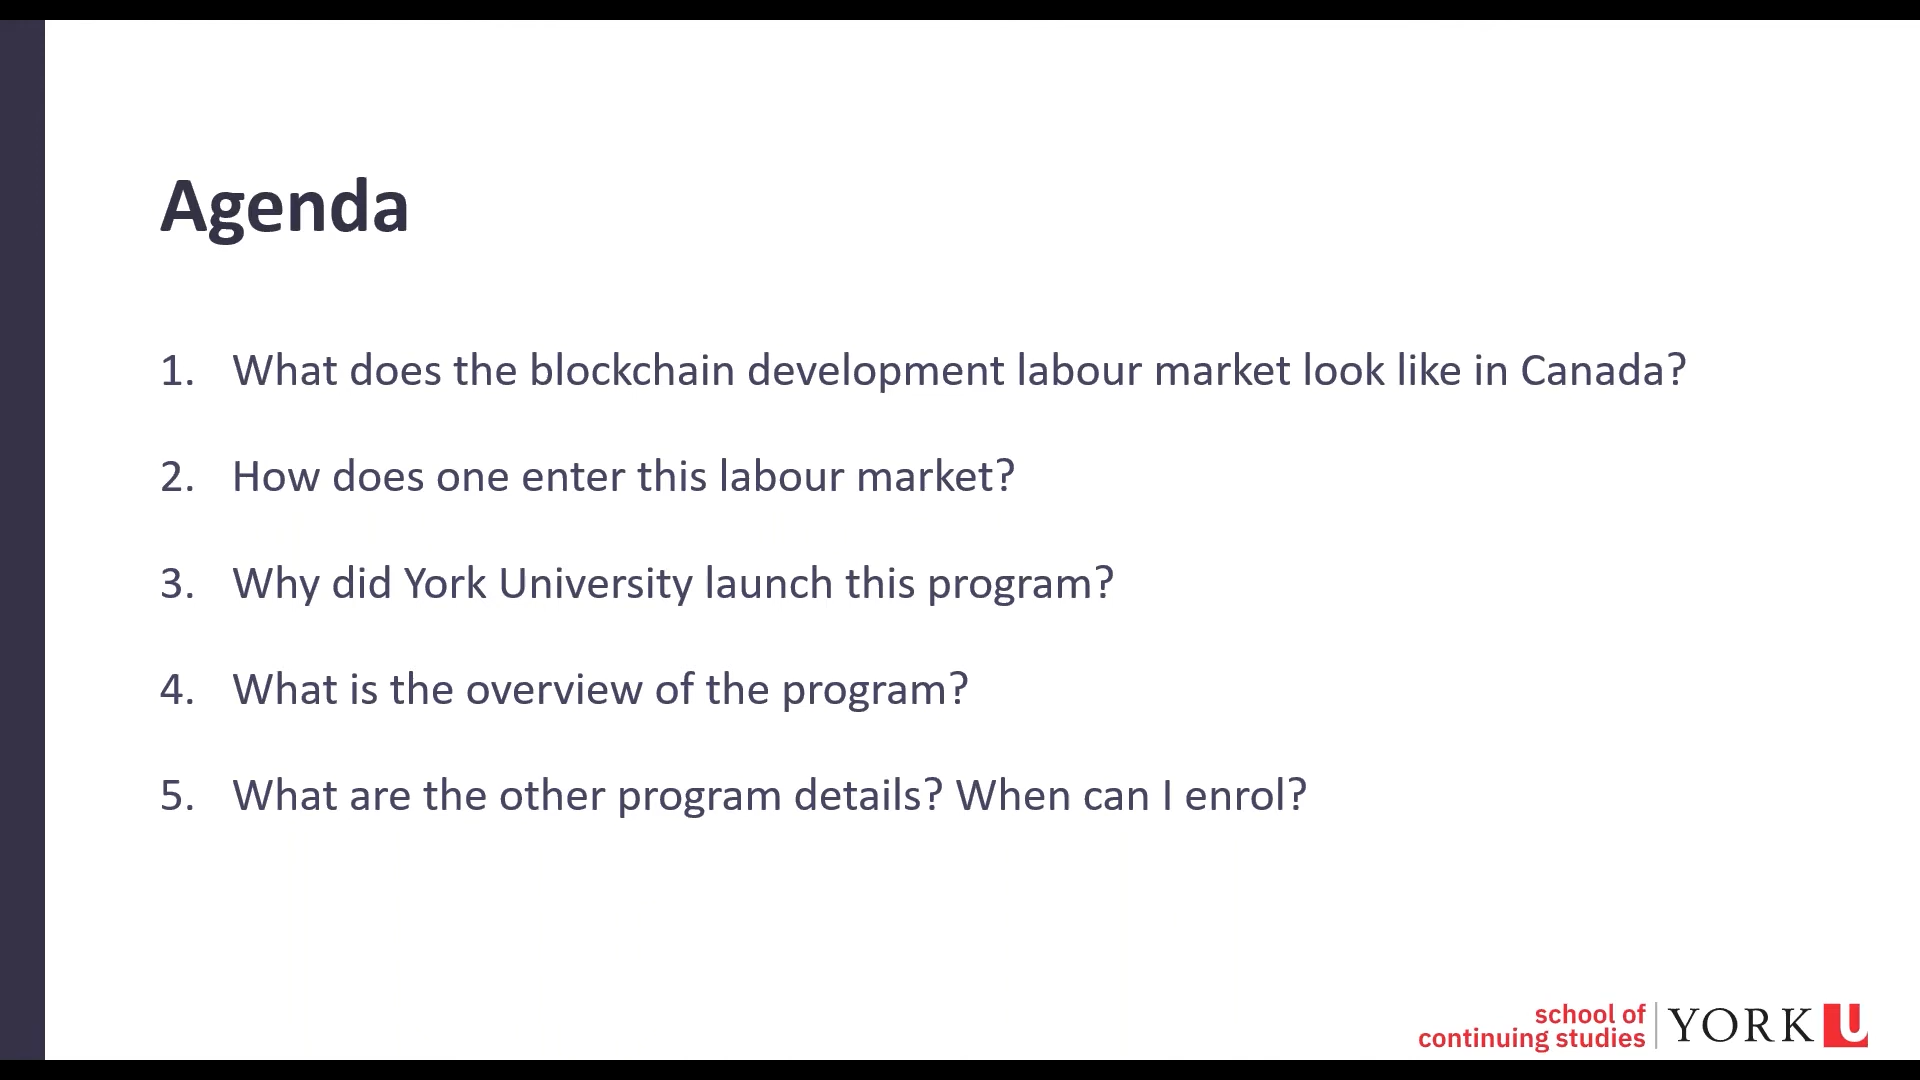 Agenda
1. What does the blockchain development labour market look like in Canada?
2. How does one enter this labour market?
3. Why did York University launch this program?
4. What is the overview of the program?
5. What are the other program details? When can I enrol?
school of
continuing studies
YORK U